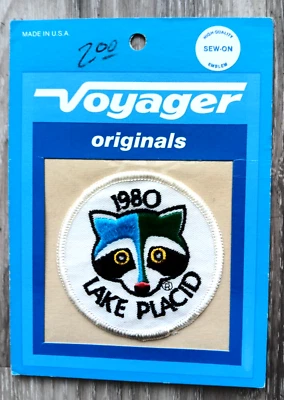 MADE IN U.S.A
2.00
HIGH-QUALITY
SEW-ON
EMBLEM
Voyager
originals
1980
LAKE PLACID
®